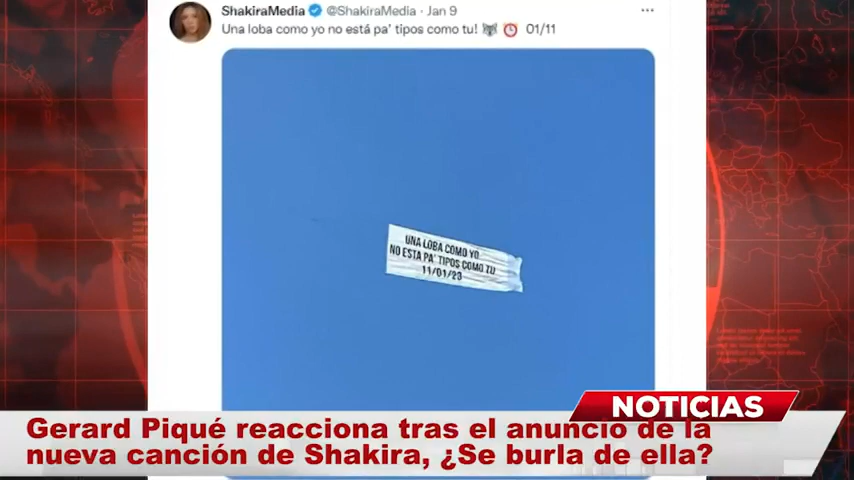 ShakiraMedia @ShakiraMedia · Jan 9 ...
Una loba como yo no está pa' tipos como tu! 🐺 ⏰ 01/11
UNA LOBA COMO YO
NO ESTA PA' TIPOS COMO TU
11/01/23
NOTICIAS
Gerard Piqué reacciona tras el anuncio de la
nueva canción de Shakira, ¿Se burla de ella?